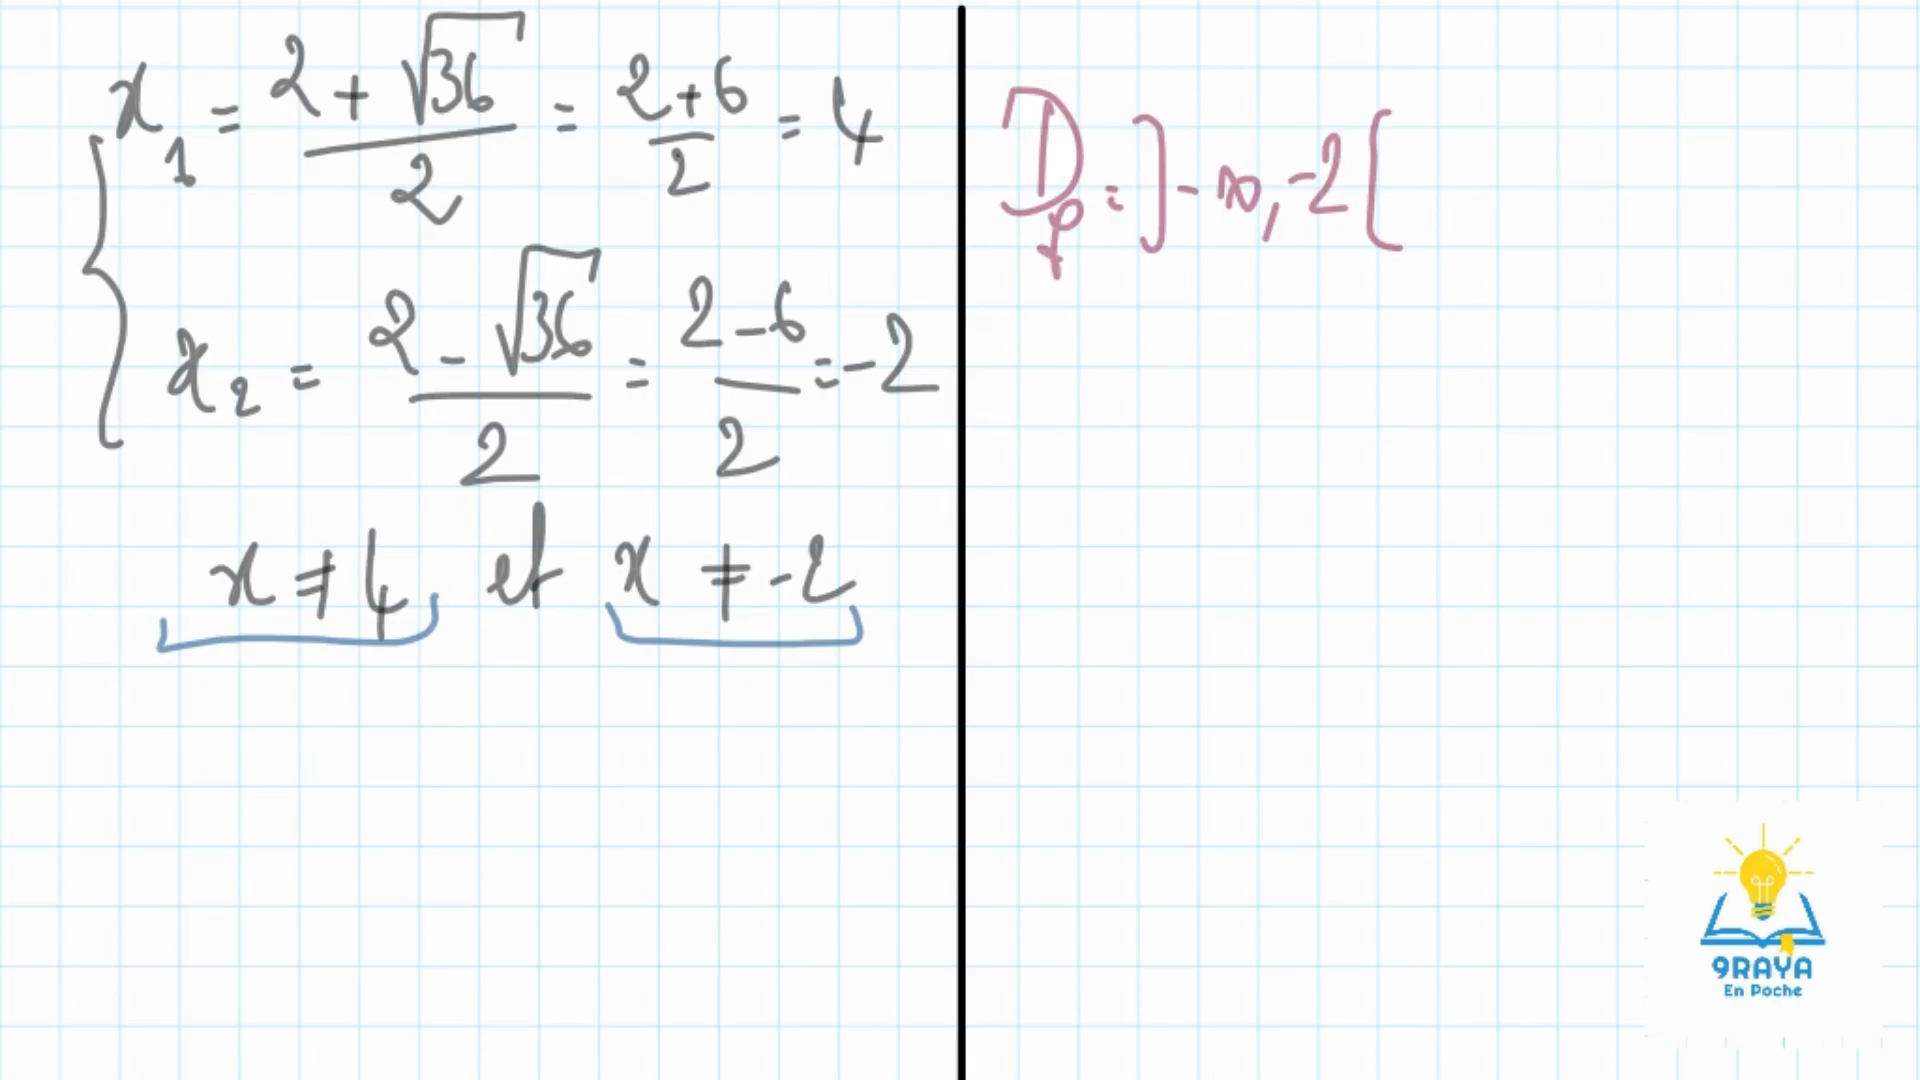 x₁ = (2 + √36) / 2 = (2 + 6) / 2 = 4
x₂ = (2 - √36) / 2 = (2 - 6) / 2 = -2
x ≠ 4 et x ≠ -2
D_f = ]-∞, -2[
9RAYA
En Poche